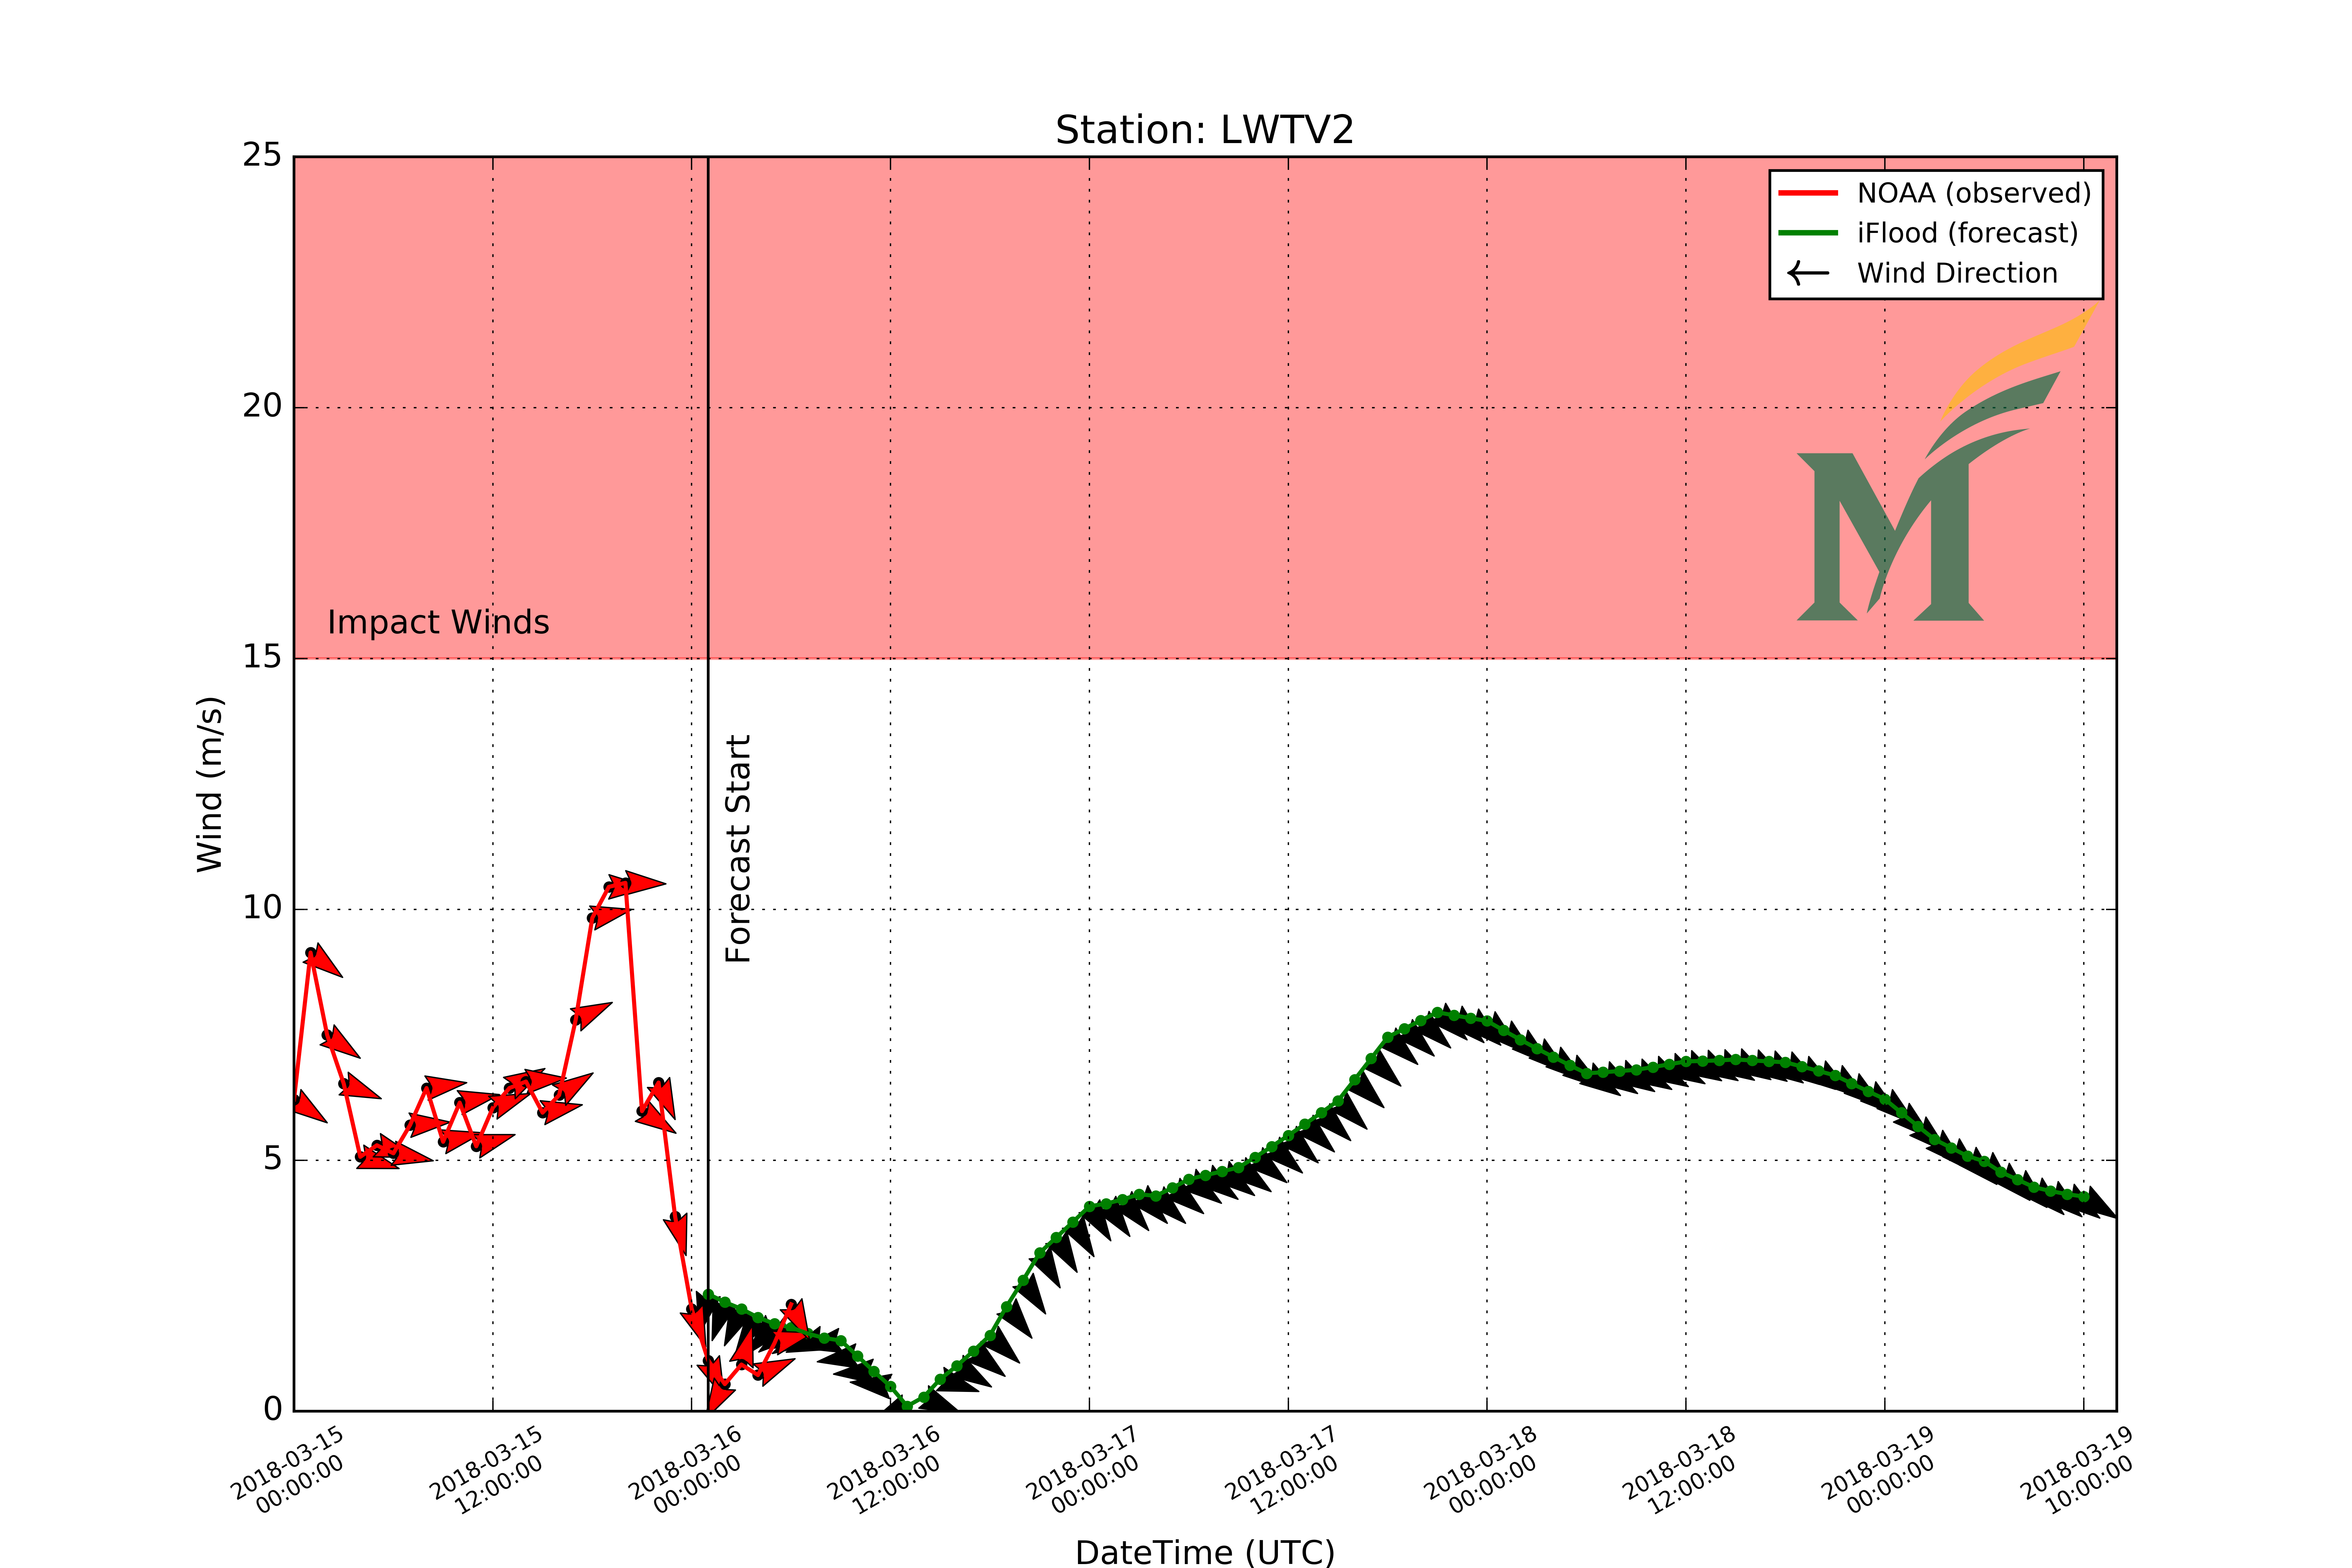 Station: LWTV2
25
20
15
10
5
0
Wind (m/s)
NOAA (observed)
iFlood (forecast)
Wind Direction
M
Impact Winds
Forecast Start
2018-03-15
00:00:00
2018-03-15
12:00:00
2018-03-16
00:00:00
2018-03-16
12:00:00
2018-03-17
00:00:00
2018-03-17
12:00:00
2018-03-18
00:00:00
2018-03-18
12:00:00
2018-03-19
00:00:00
2018-03-19
10:00:00
DateTime (UTC)